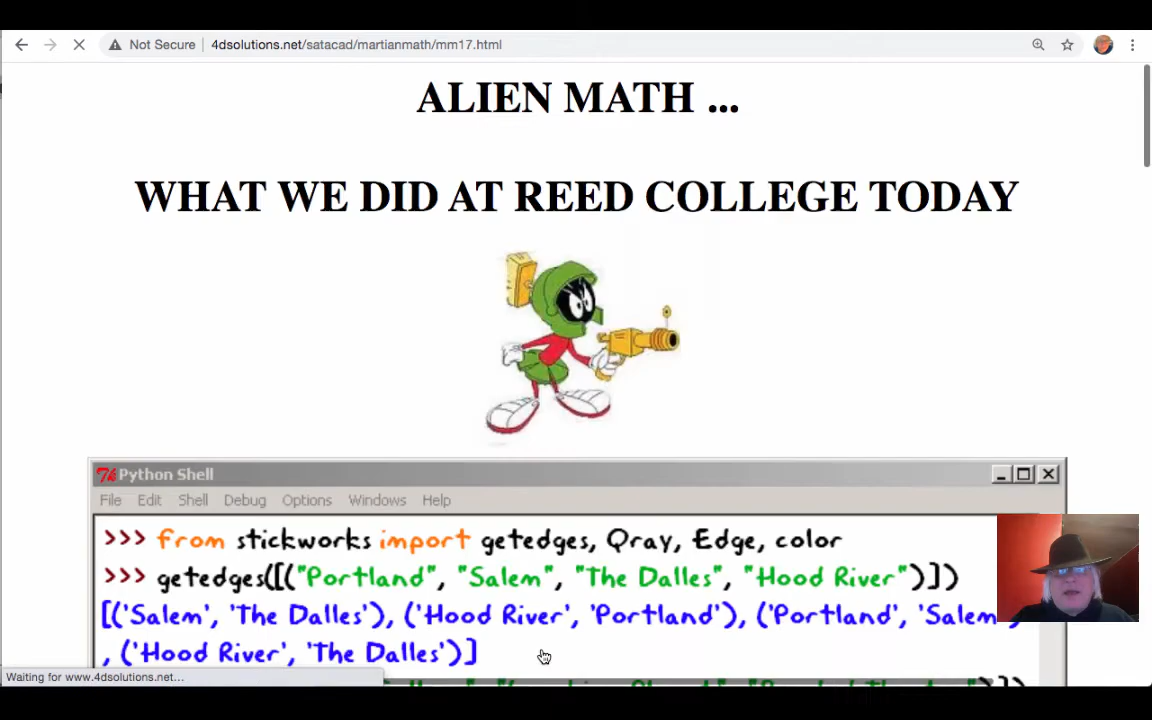 Not Secure 4dsolutions.net/satacad/martianmath/mm17.html
ALIEN MATH ...
WHAT WE DID AT REED COLLEGE TODAY
Python Shell
File Edit Shell Debug Options Windows Help
>>> from stickworks import getedges, Qray, Edge, color
>>> getedges([("Portland", "Salem", "The Dalles", "Hood River")])
[('Salem', 'The Dalles'), ('Hood River', 'Portland'), ('Portland', 'Salem')
, ('Hood River', 'The Dalles')]
Waiting for www.4dsolutions.net...